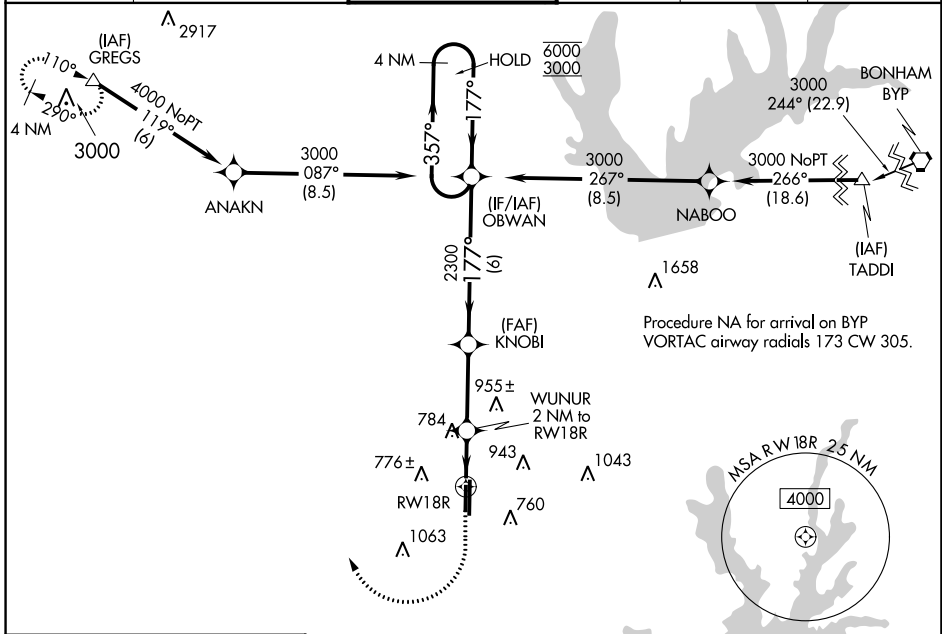 2917
(IAF)
GREGS
110°
290°
4 NM
3000
4000 NoPT
119°
(6)
ANAKN
3000
087°
(8.5)
4 NM
HOLD
6000
3000
357°
177°
(IF/IAF)
OBWAN
3000
267°
(8.5)
NABOO
3000 NoPT
266°
(18.6)
3000
244° (22.9)
BONHAM
BYP
(IAF)
TADDI
2300
177°
(6)
1658
Procedure NA for arrival on BYP
VORTAC airway radials 173 CW 305.
(FAF)
KNOBI
955±
WUNUR
2 NM to
RW18R
784
943
1043
776±
RW18R
760
1063
MSA RW18R 25 NM
4000